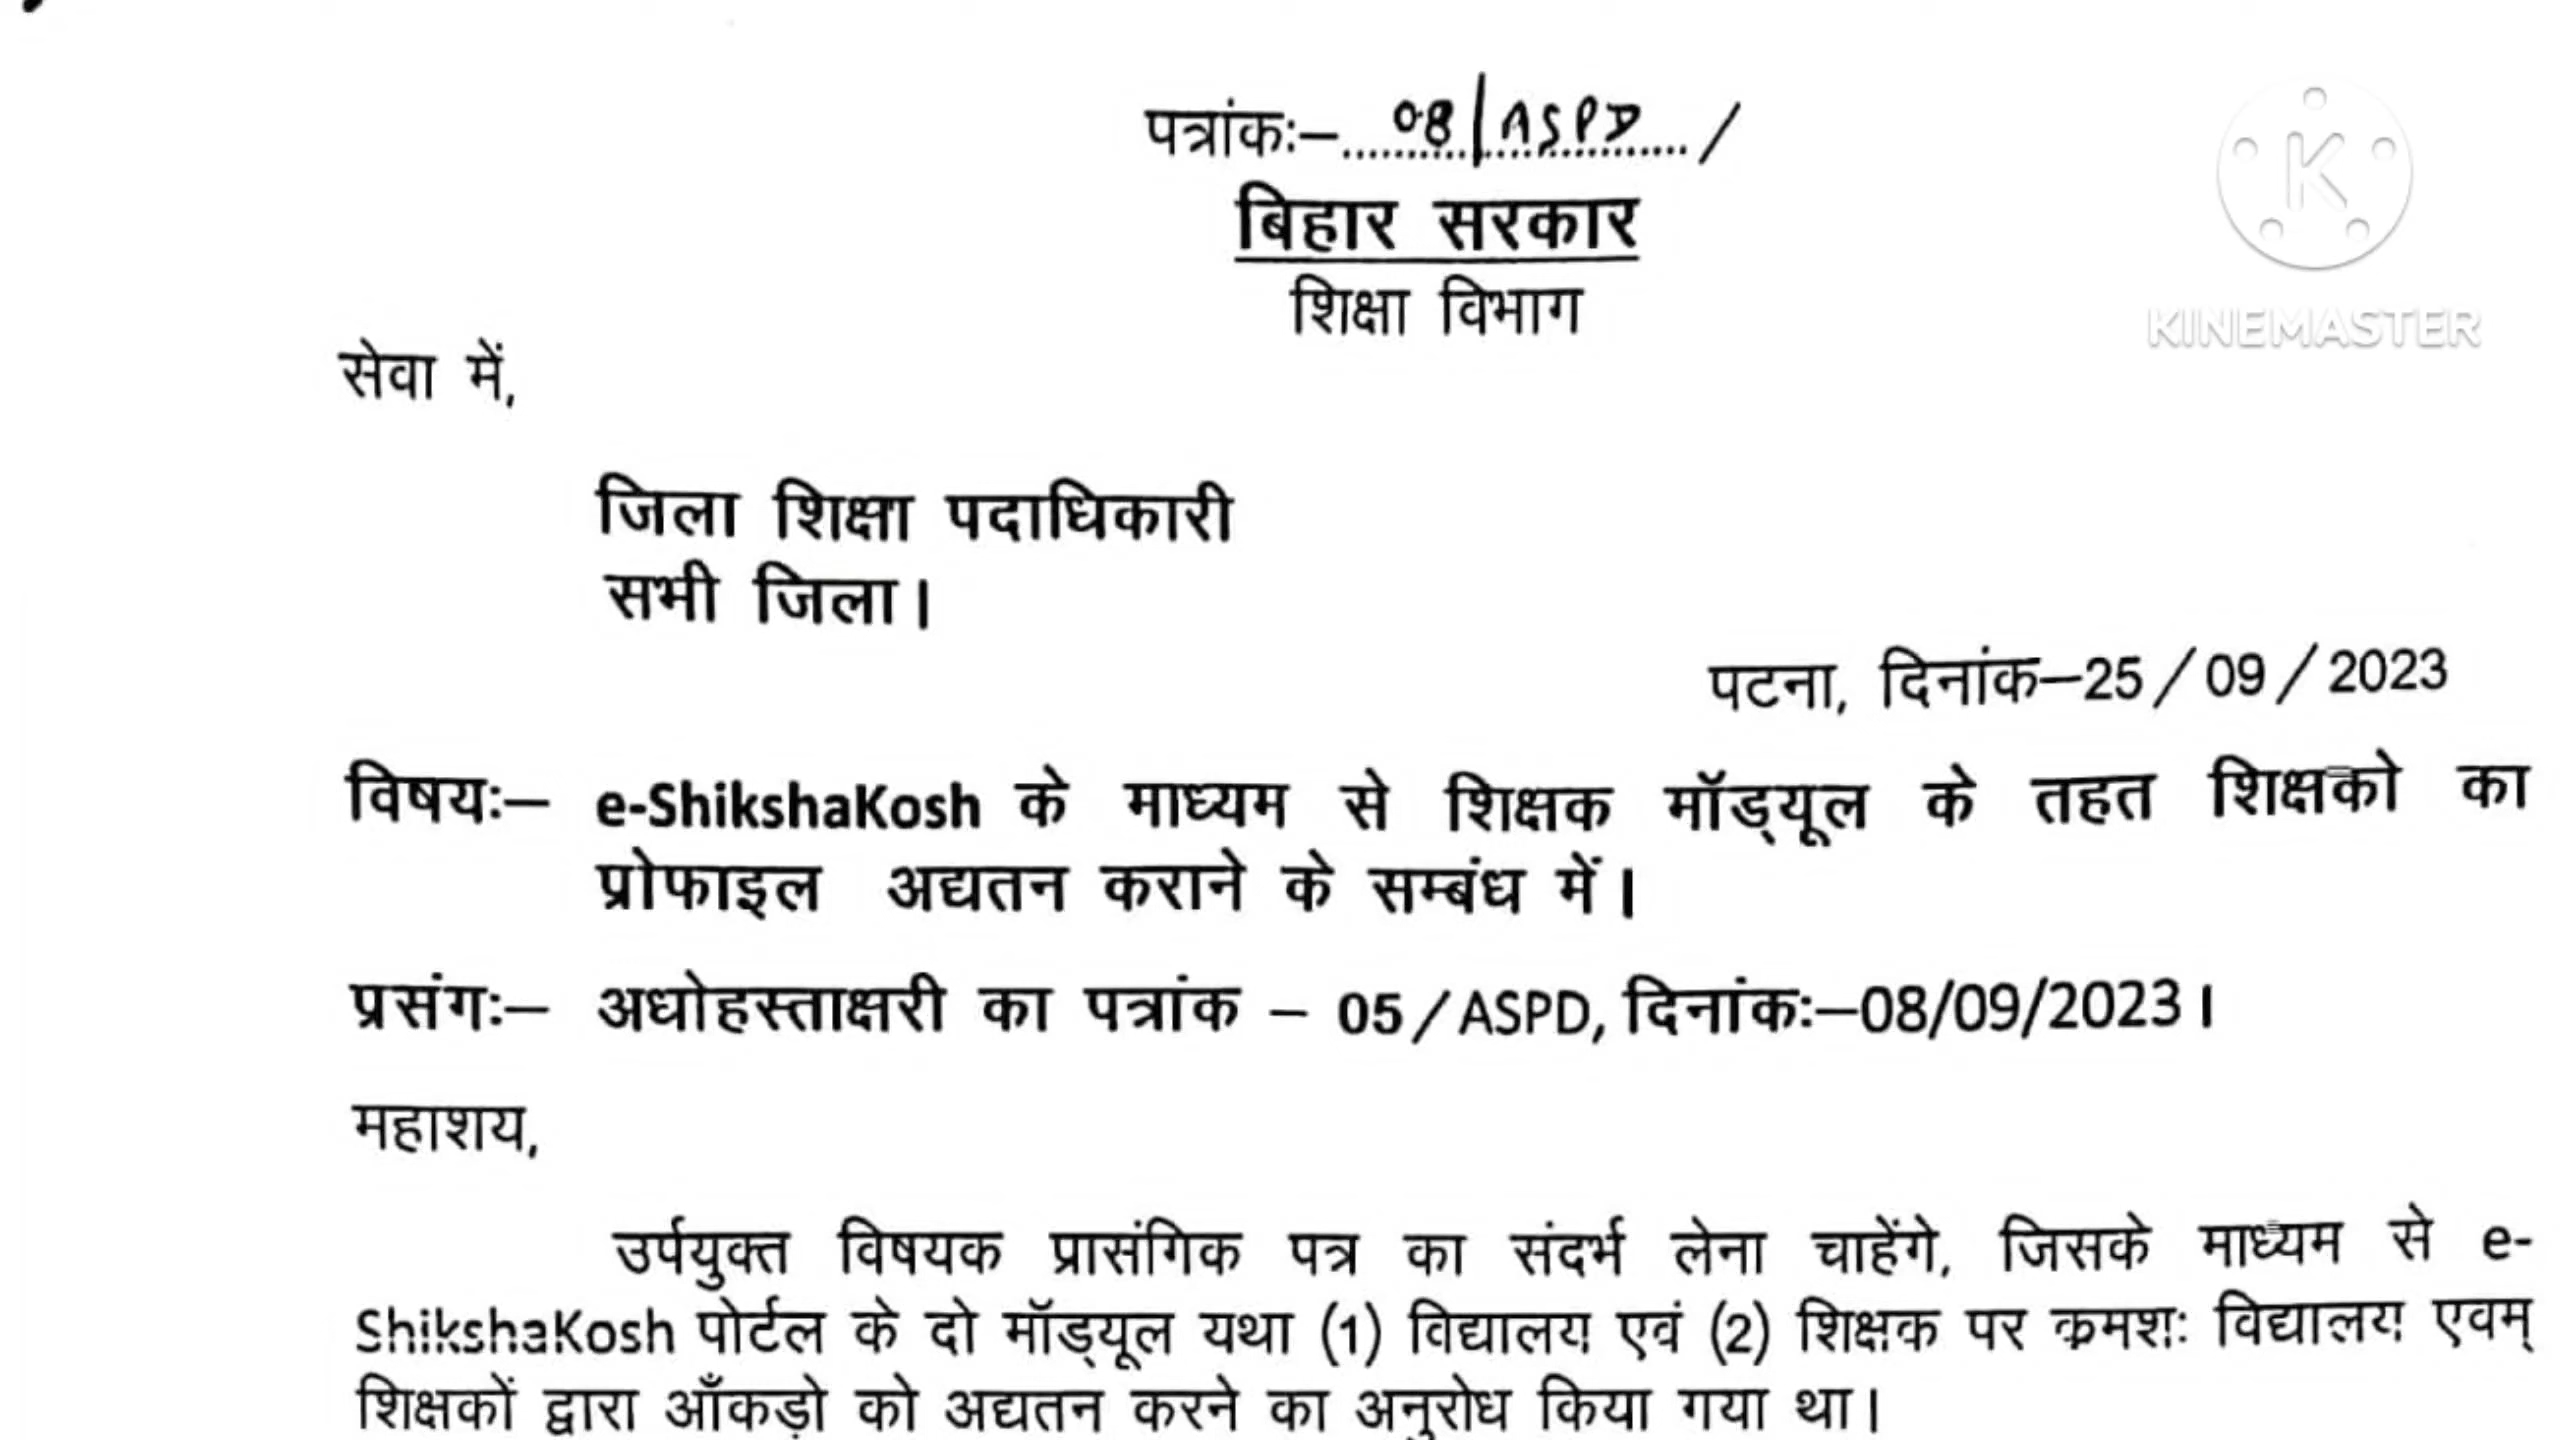 पत्रांकः–....08/ASPD..../
बिहार सरकार
शिक्षा विभाग
KINEMASTER
सेवा में,
जिला शिक्षा पदाधिकारी
सभी जिला।
पटना, दिनांक–25/09/2023
विषयः– e-ShikshaKosh के माध्यम से शिक्षक मॉड्यूल के तहत शिक्षको का
प्रोफाइल अद्यतन कराने के सम्बंध में।
प्रसंगः– अधोहस्ताक्षरी का पत्रांक – 05/ASPD, दिनांकः–08/09/2023।
महाशय,
उर्पयुक्त विषयक प्रासंगिक पत्र का संदर्भ लेना चाहेंगे, जिसके माध्यम से e-
ShikshaKosh पोर्टल के दो मॉड्यूल यथा (1) विद्यालय एवं (2) शिक्षक पर क्रमशः विद्यालय एवम्
शिक्षकों द्वारा आँकड़ो को अद्यतन करने का अनुरोध किया गया था।